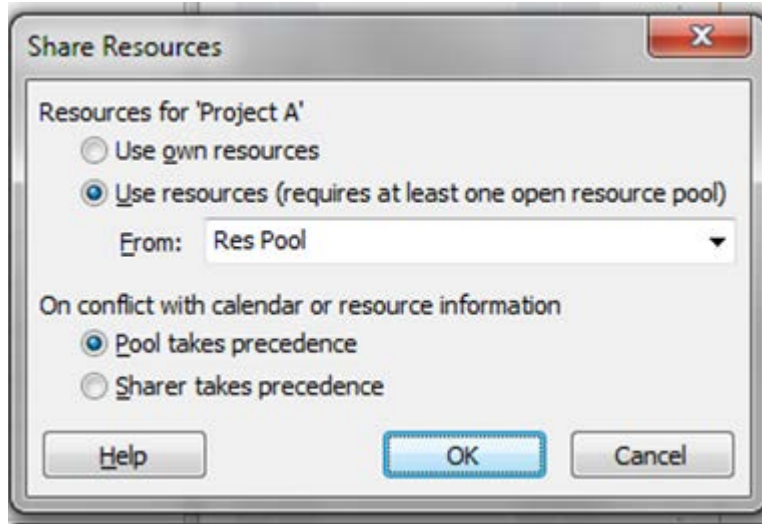 Share Resources
Resources for 'Project A'
Use own resources
Use resources (requires at least one open resource pool)
From: Res Pool
On conflict with calendar or resource information
Pool takes precedence
Sharer takes precedence
Help OK Cancel